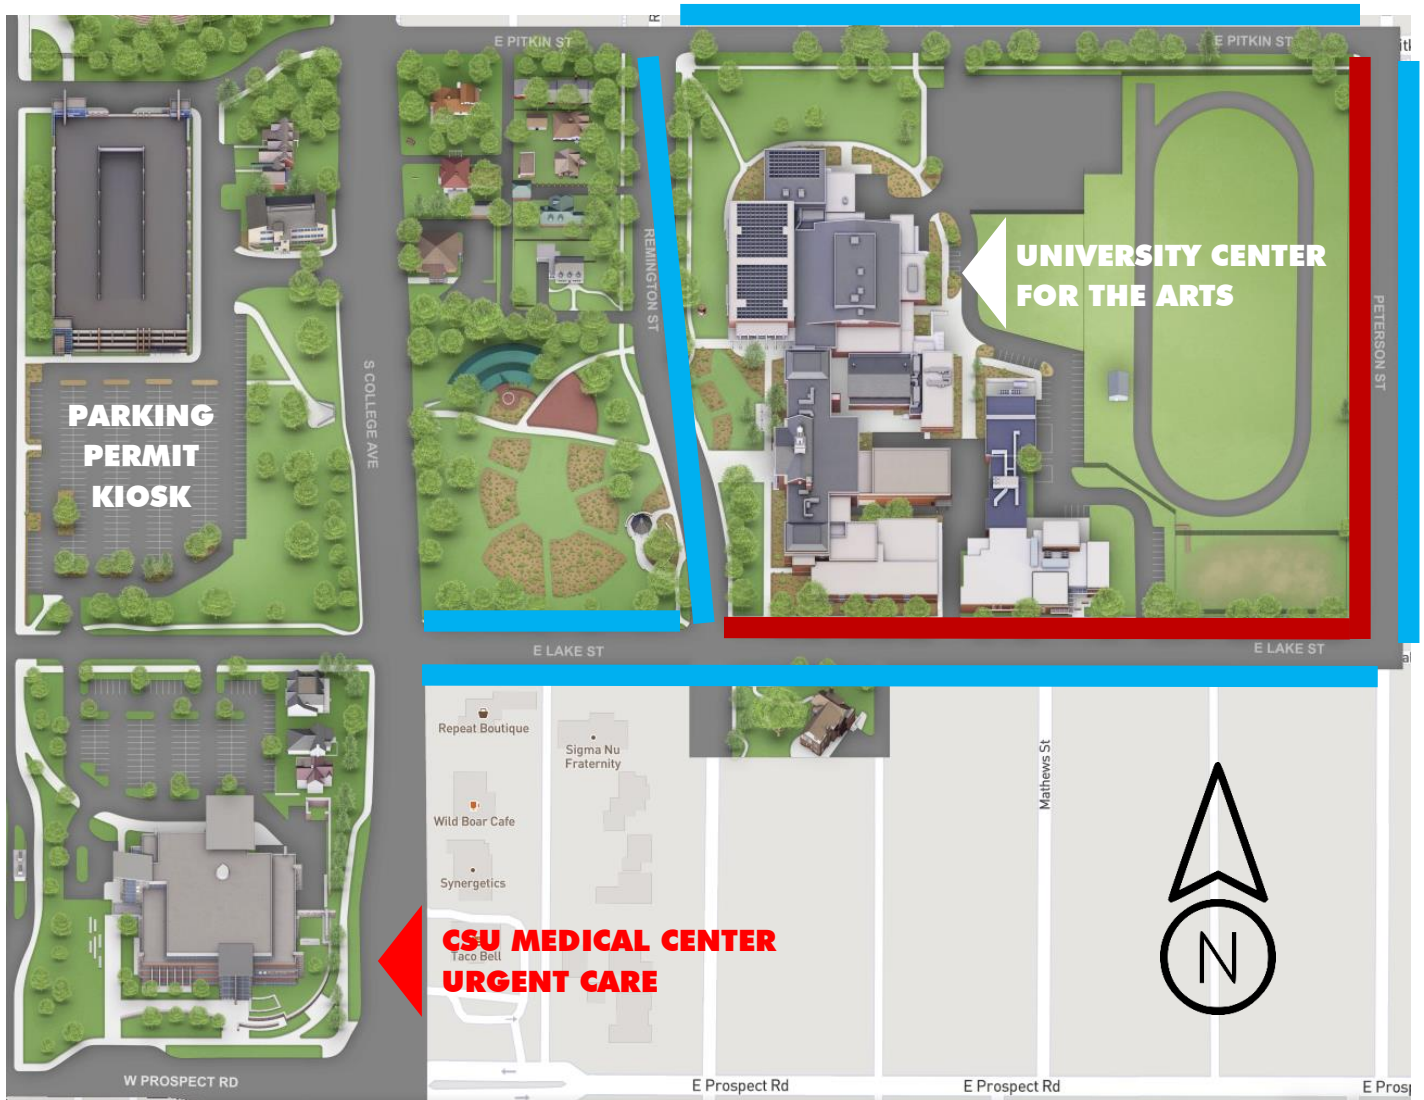 R
E PITKIN ST
E PITKIN ST
REMINGTON ST
UNIVERSITY CENTER
FOR THE ARTS
PETERSON ST
S COLLEGE AVE
PARKING
PERMIT
KIOSK
E LAKE ST
E LAKE ST
Repeat Boutique
Sigma Nu
Fraternity
Mathews St
Wild Boar Cafe
Synergetics
CSU MEDICAL CENTER
Taco Bell
URGENT CARE
N
W PROSPECT RD
E Prospect Rd
E Prospect Rd
E Prosp